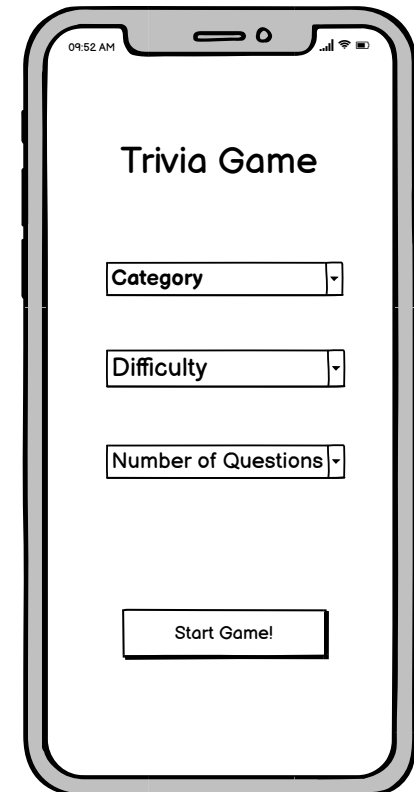 09:52 AM
Trivia Game
Category
Difficulty
Number of Questions
Start Game!